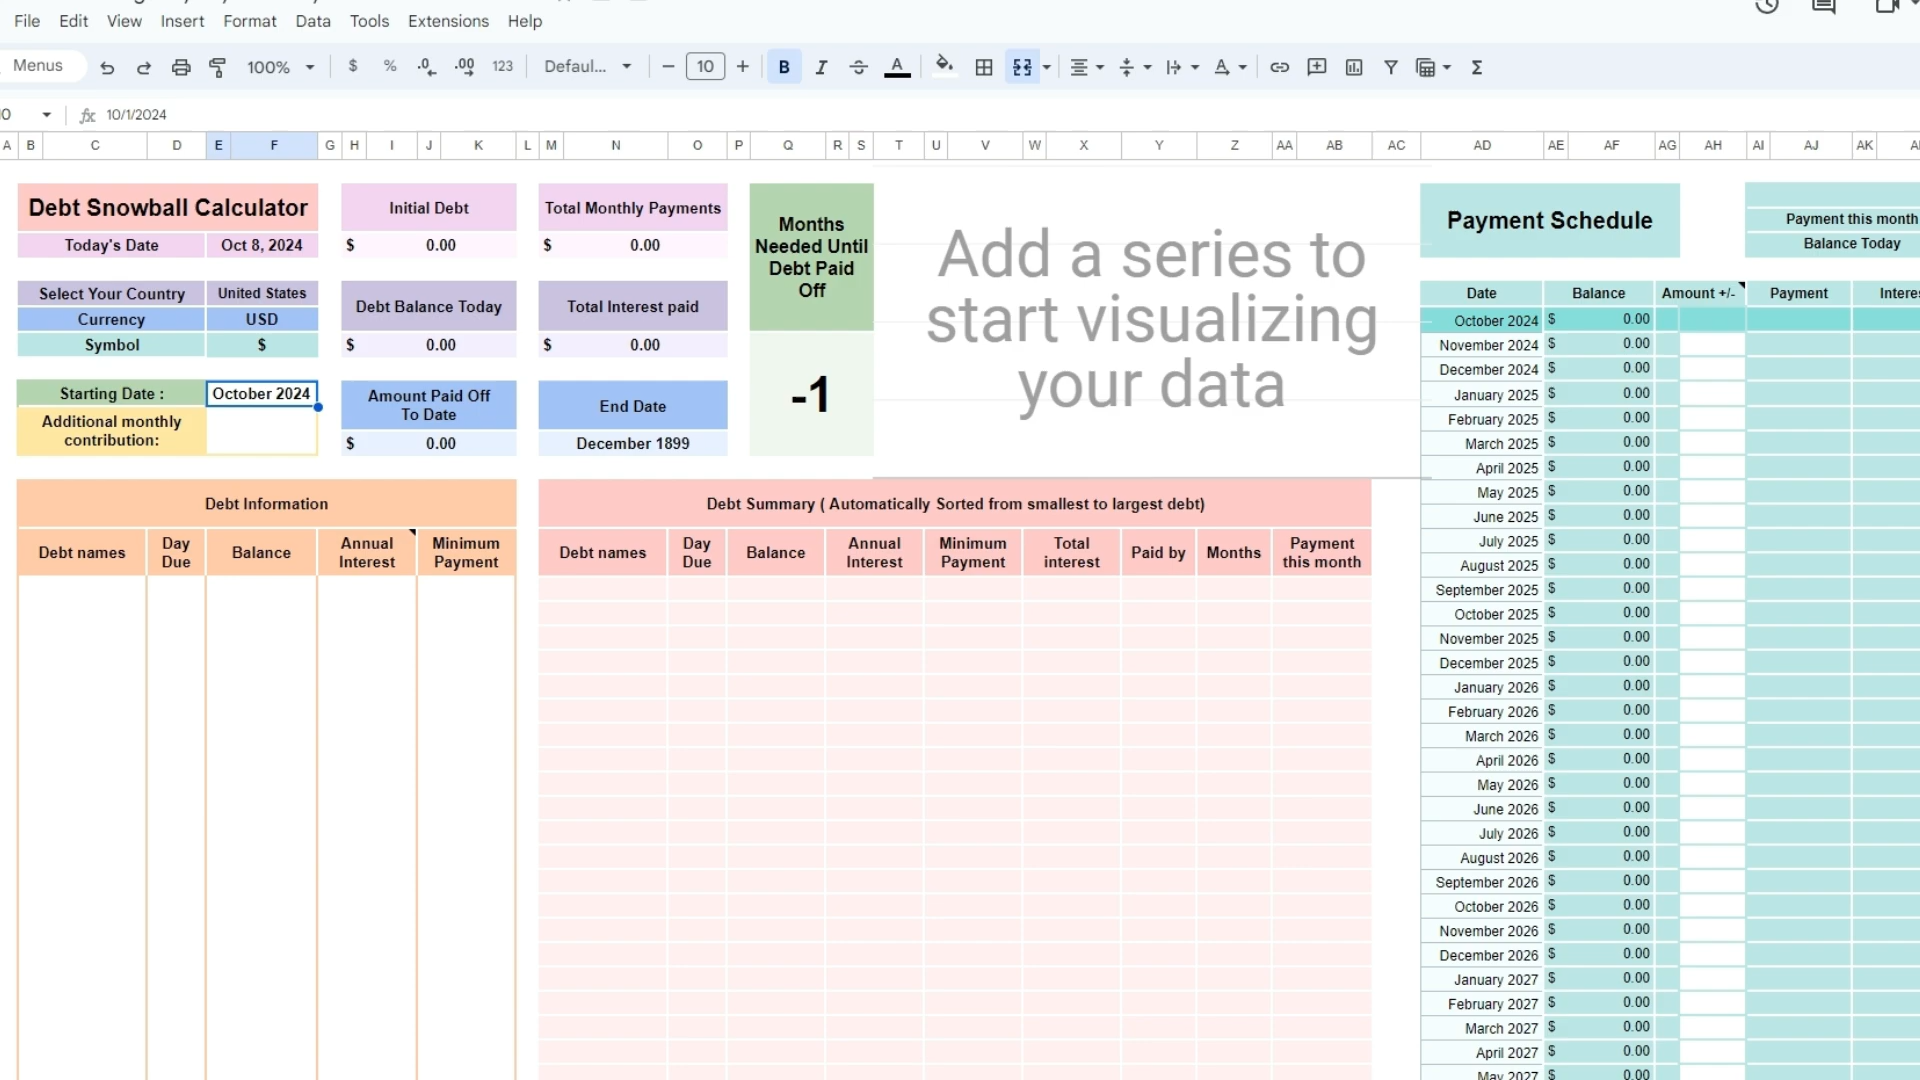 File Edit View Insert Format Data Tools Extensions Help
Menus 100% $ % .0 .00 123 Defaul... 10 B I A
10/1/2024
A B C D E F G H I J K L M N O P Q R S T U V W X Y Z AA AB AC AD AE AF AG AH AI AJ AK
Debt Snowball Calculator
Today's Date Oct 8, 2024
Select Your Country United States
Currency USD
Symbol $
Starting Date : October 2024
Additional monthly
contribution:
Initial Debt
$ 0.00
Debt Balance Today
$ 0.00
Amount Paid Off
To Date
$ 0.00
Total Monthly Payments
$ 0.00
Total Interest paid
$ 0.00
End Date
December 1899
Months
Needed Until
Debt Paid
Off
-1
Add a series to
start visualizing
your data
Debt Information
Debt names Day Due Balance Annual Interest Minimum Payment
Debt Summary ( Automatically Sorted from smallest to largest debt)
Debt names Day Due Balance Annual Interest Minimum Payment Total interest Paid by Months Payment this month
Payment Schedule
Payment this month
Balance Today
Date Balance Amount +/- Payment
October 2024 $ 0.00
November 2024 $ 0.00
December 2024 $ 0.00
January 2025 $ 0.00
February 2025 $ 0.00
March 2025 $ 0.00
April 2025 $ 0.00
May 2025 $ 0.00
June 2025 $ 0.00
July 2025 $ 0.00
August 2025 $ 0.00
September 2025 $ 0.00
October 2025 $ 0.00
November 2025 $ 0.00
December 2025 $ 0.00
January 2026 $ 0.00
February 2026 $ 0.00
March 2026 $ 0.00
April 2026 $ 0.00
May 2026 $ 0.00
June 2026 $ 0.00
July 2026 $ 0.00
August 2026 $ 0.00
September 2026 $ 0.00
October 2026 $ 0.00
November 2026 $ 0.00
December 2026 $ 0.00
January 2027 $ 0.00
February 2027 $ 0.00
March 2027 $ 0.00
April 2027 $ 0.00
May 2027 $ 0.00